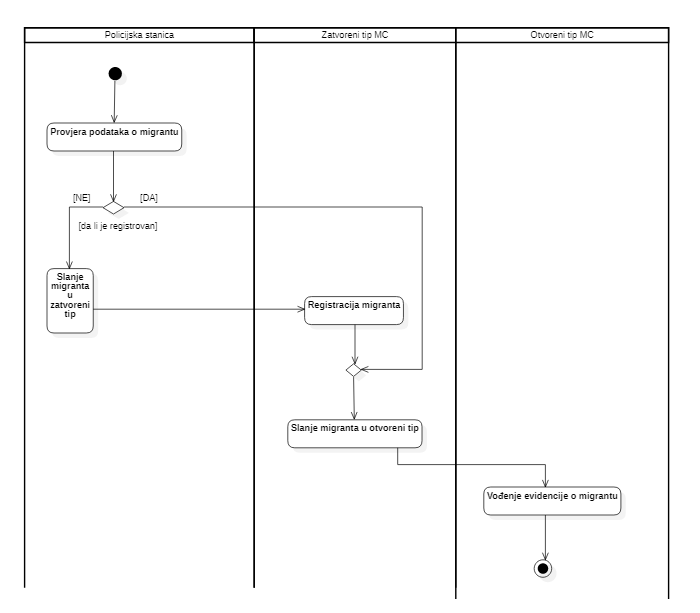 Policijska stanica
Zatvoreni tip MC
Otvoreni tip MC
Provjera podataka o migrantu
[NE]
[DA]
[da li je registrovan]
Slanje
migranta
u
zatvoreni
tip
Registracija migranta
Slanje migranta u otvoreni tip
Vođenje evidencije o migrantu